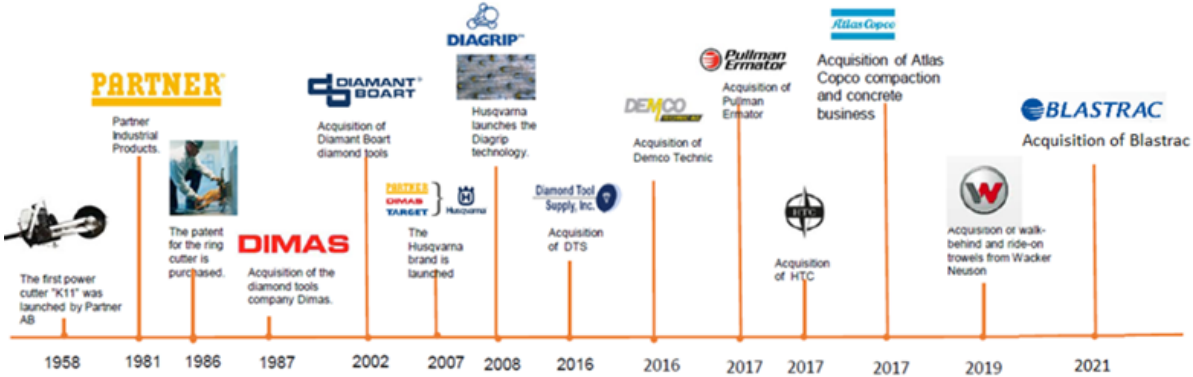 The first power
cutter "K11" was
launched by Partner
AB
1958
PARTNER
Partner
Industrial
Products.
1981
The patent
for the ring
cutter is
purchased.
1986
DIMAS
Acquisition of the
diamond tools
company Dimas.
1987
DIAMANT
BOART
Acquisition of
Diamant Boart
diamond tools
2002
PARTNER
DIMAS
TARGET
Husqvarna
The
Husqvarna
brand is
launched
2007
DIAGRIP™
Husqvarna
launches the
Diagrip
technology.
2008
Diamond Tool
Supply, Inc.
Acquisition
of DTS
2016
DEMCO
Acquisition of
Demco Technic
2016
Pullman
Ermator
Acquisition of
Pullman
Ermator
2017
HTC
Acquisition
of HTC
2017
Atlas Copco
Acquisition of Atlas
Copco compaction
and concrete
business
2017
Acquisition of walk-
behind and ride-on
trowels from Wacker
Neuson
2019
BLASTRAC
Acquisition of Blastrac
2021